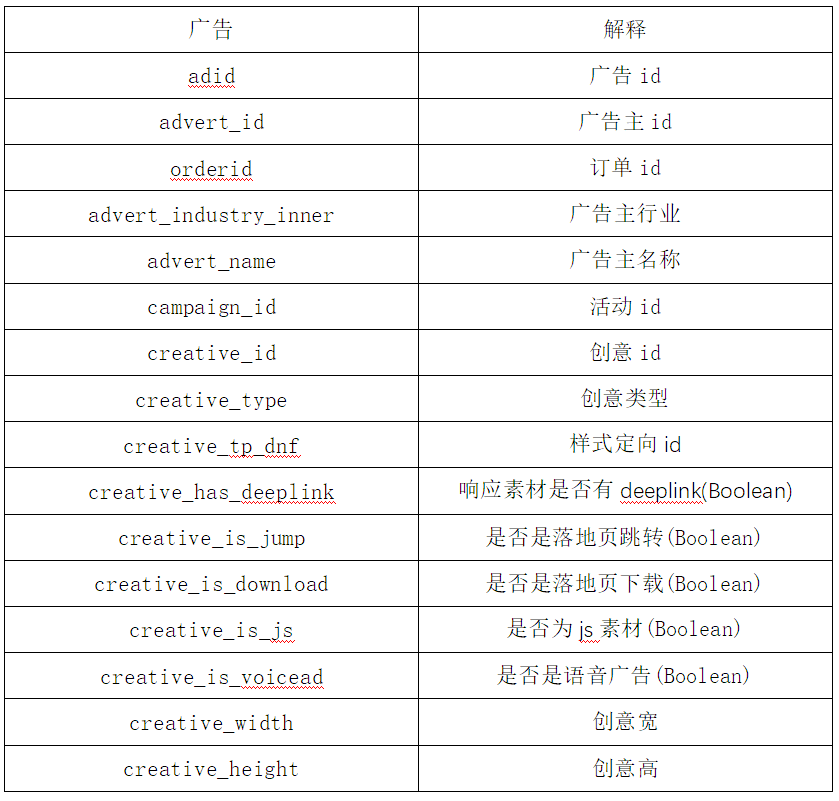 广告 解释
adid 广告 id
advert_id 广告主 id
orderid 订单 id
advert_industry_inner 广告主行业
advert_name 广告主名称
campaign_id 活动 id
creative_id 创意 id
creative_type 创意类型
creative_tp_dnf 样式定向 id
creative_has_deeplink 响应素材是否有 deeplink(Boolean)
creative_is_jump 是否是落地页跳转(Boolean)
creative_is_download 是否是落地页下载(Boolean)
creative_is_js 是否为 js 素材(Boolean)
creative_is_voicead 是否是语音广告(Boolean)
creative_width 创意宽
creative_height 创意高